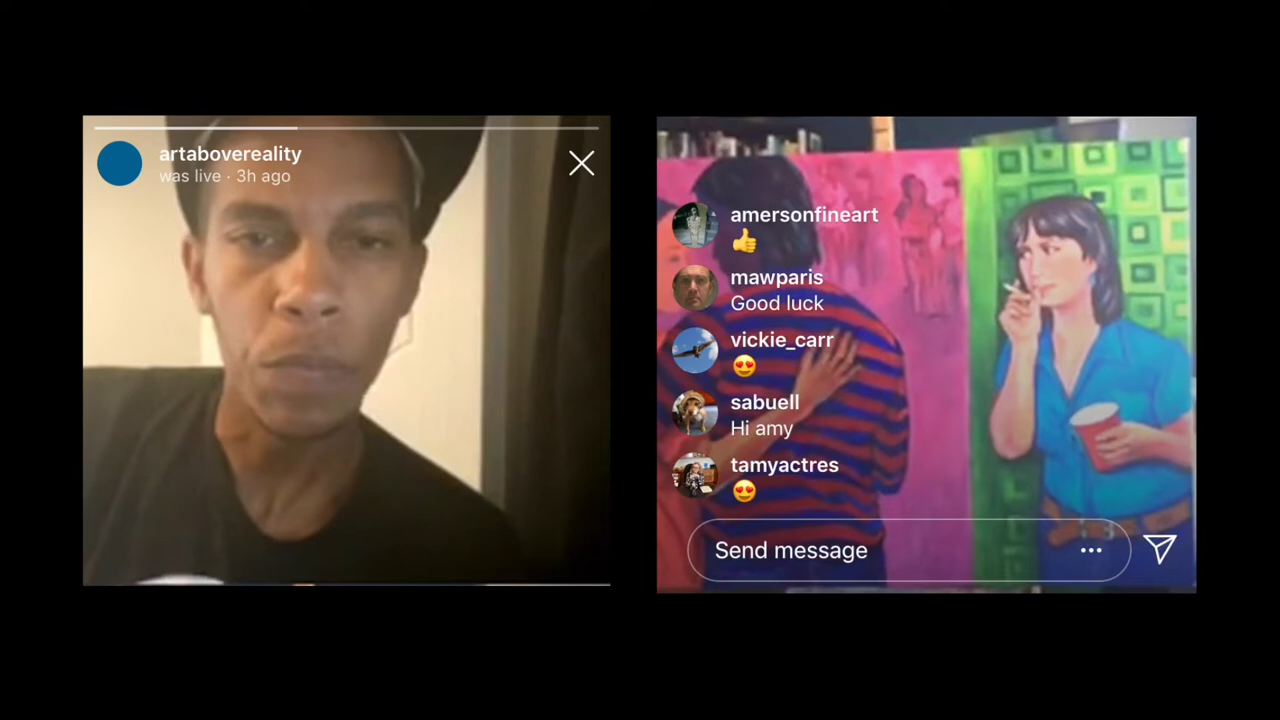 artabovereality
was live · 3h ago
amersonfineart
👍
mawparis
Good luck
vickie_carr
😍
sabuell
Hi amy
tamyactres
😍
Send message